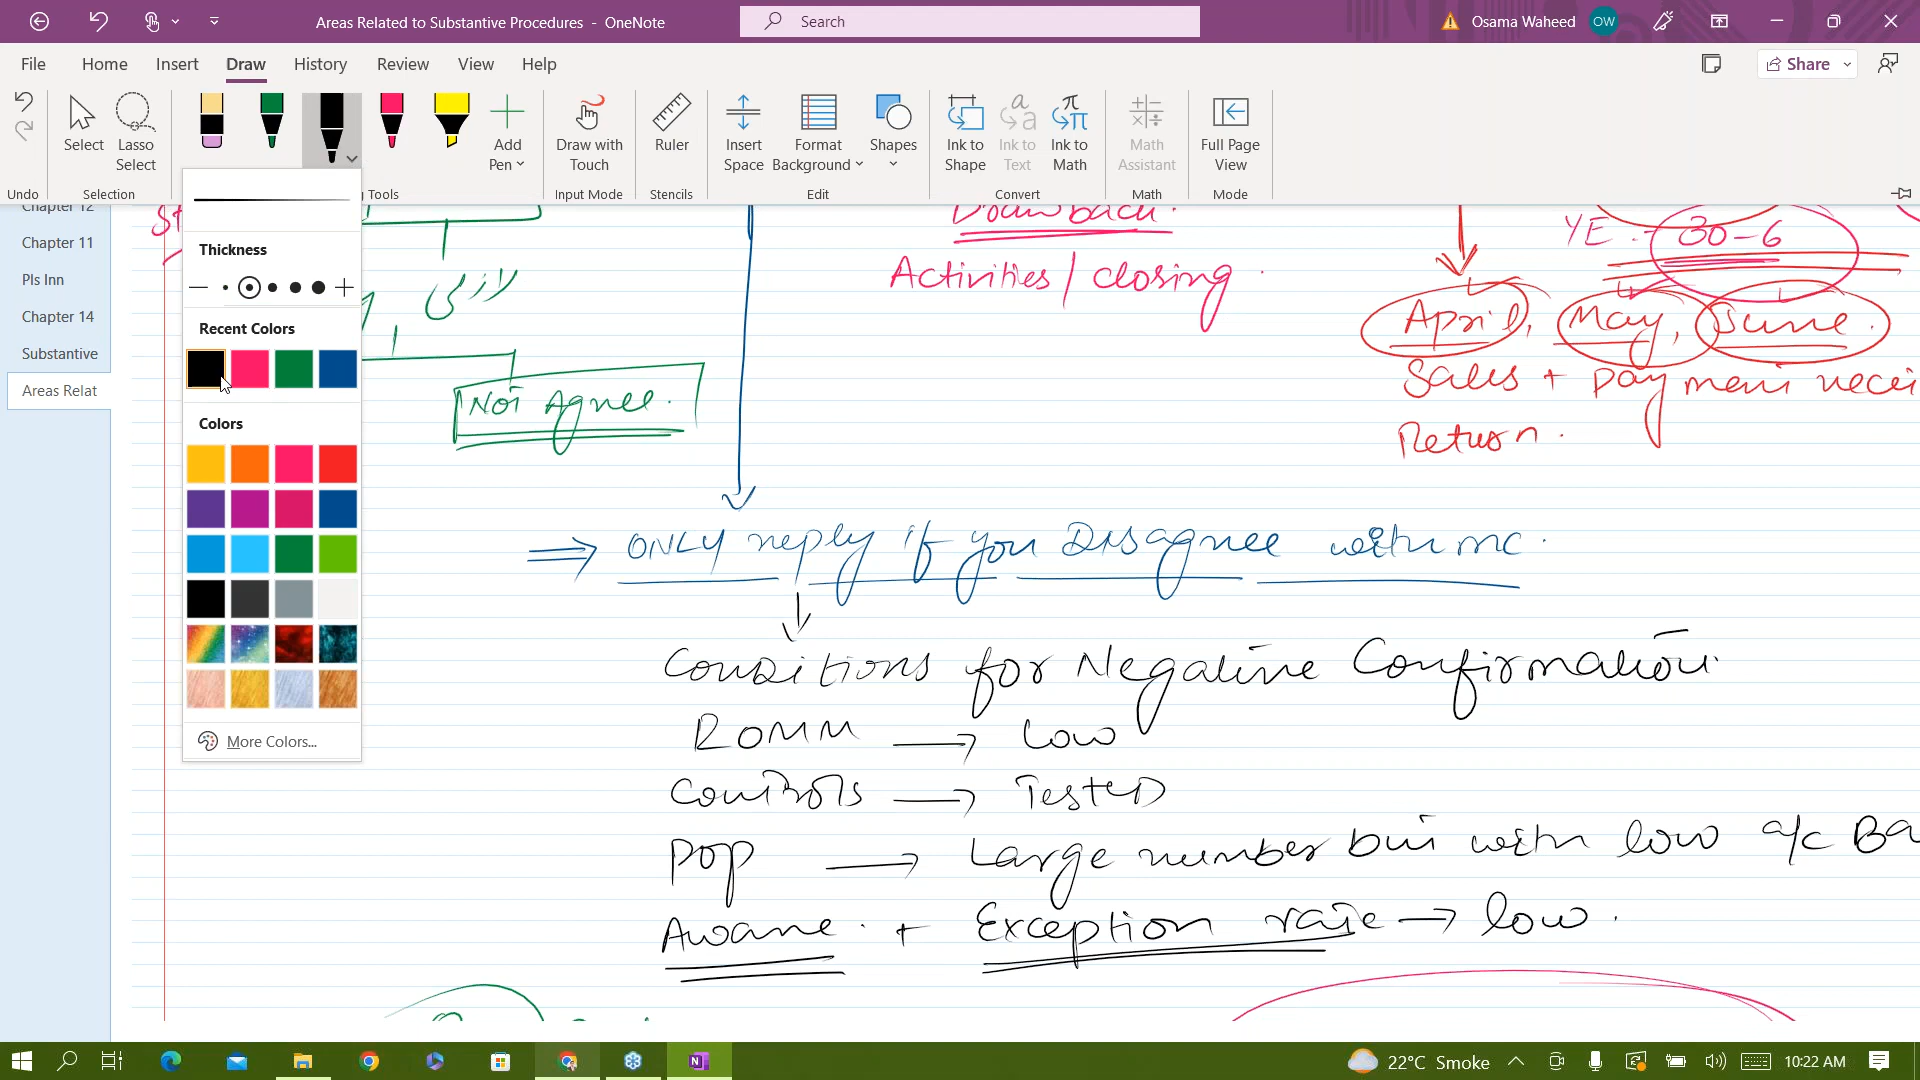 Areas Related to Substantive Procedures - OneNote
Search
Osama Waheed
OW
File Home Insert Draw History Review View Help
Share
Select
Lasso Select
Add Pen
Draw with Touch
Ruler
Insert Space
Format Background
Shapes
Ink to Shape
Ink to Text
Ink to Math
Math Assistant
Full Page View
Undo
Selection
Tools
Input Mode
Stencils
Edit
Convert
Math
Mode
Chapter 12
Chapter 11
Pls Inn
Chapter 14
Substantive
Areas Relat
Thickness
Recent Colors
Colors
More Colors...
Drawback.
Activities / closing
YE. 30-6
April, May, June.
Sales + payment recei
Return.
لازمی
Not Agree.
⇒ ONLY reply if you Disagree with me.
Conditions for Negative Confirmation.
ROMM → Low
Controls → Tested
Pop → Large number but with low a/c Ba
Aware. + Exception rate → low.
22°C Smoke
10:22 AM